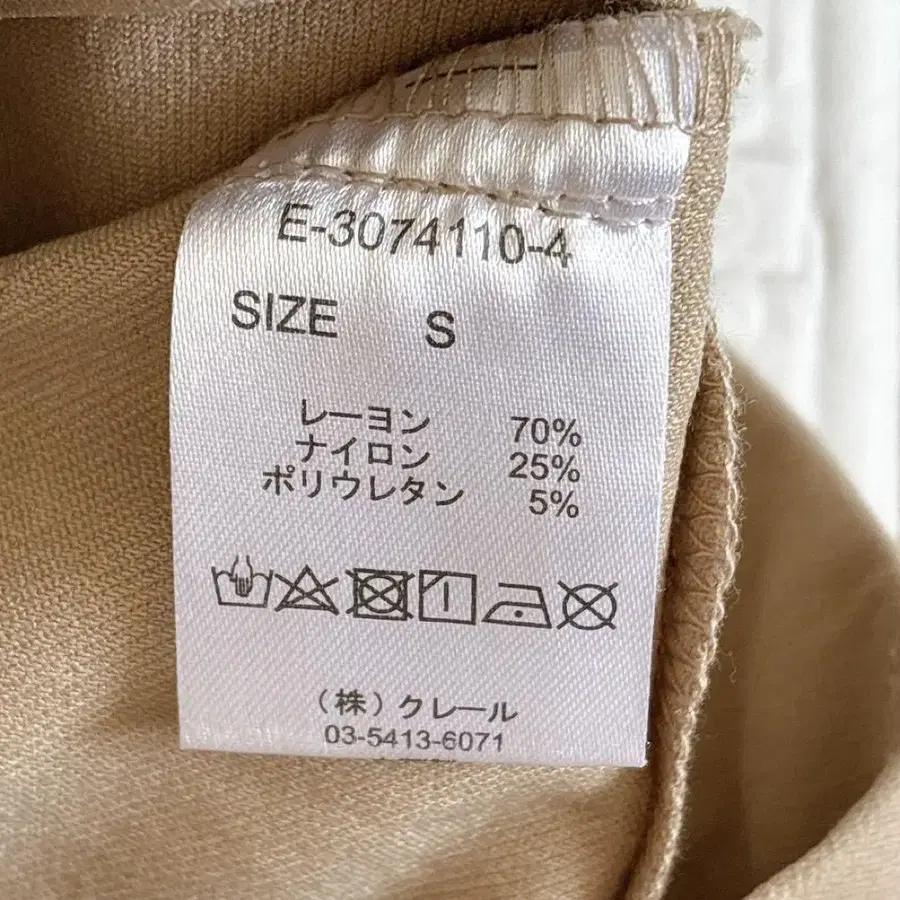 E-3074110-4
SIZE S
レーヨン 70%
ナイロン 25%
ポリウレタン 5%
(株)クレール
03-5413-6071